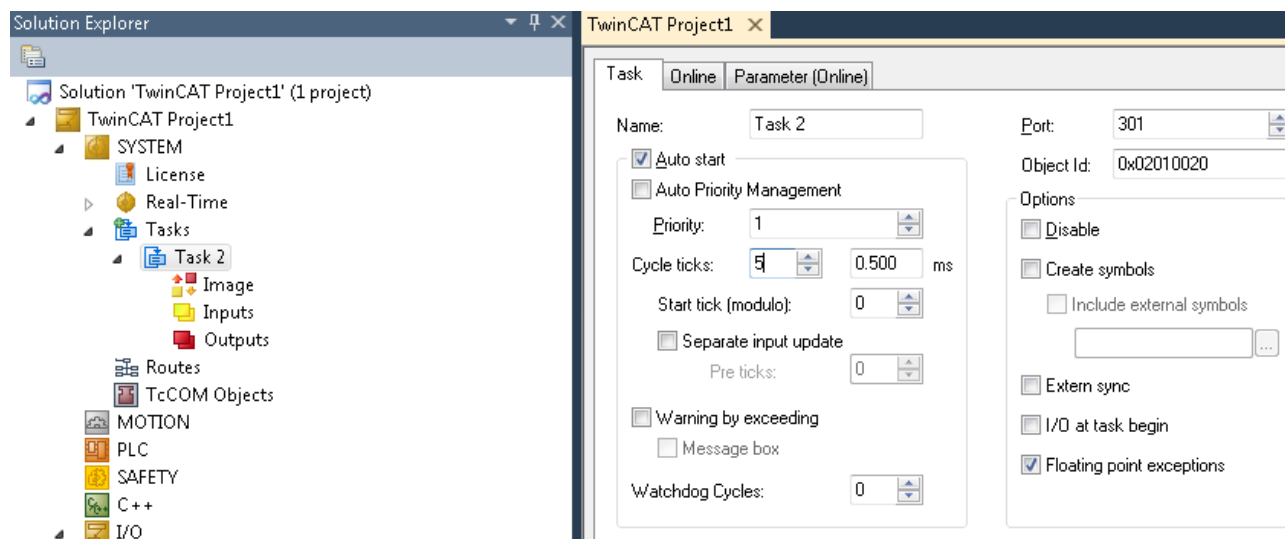 Solution Explorer
Solution 'TwinCAT Project1' (1 project)
TwinCAT Project1
SYSTEM
License
Real-Time
Tasks
Task 2
Image
Inputs
Outputs
Routes
TcCOM Objects
MOTION
PLC
SAFETY
C++
I/O
TwinCAT Project1
Task Online Parameter (Online)
Name: Task 2
Auto start
Auto Priority Management
Priority: 1
Cycle ticks: 5 0.500 ms
Start tick (modulo): 0
Separate input update
Pre ticks: 0
Warning by exceeding
Message box
Watchdog Cycles: 0
Port: 301
Object Id: 0x02010020
Options
Disable
Create symbols
Include external symbols
...
Extern sync
I/O at task begin
Floating point exceptions